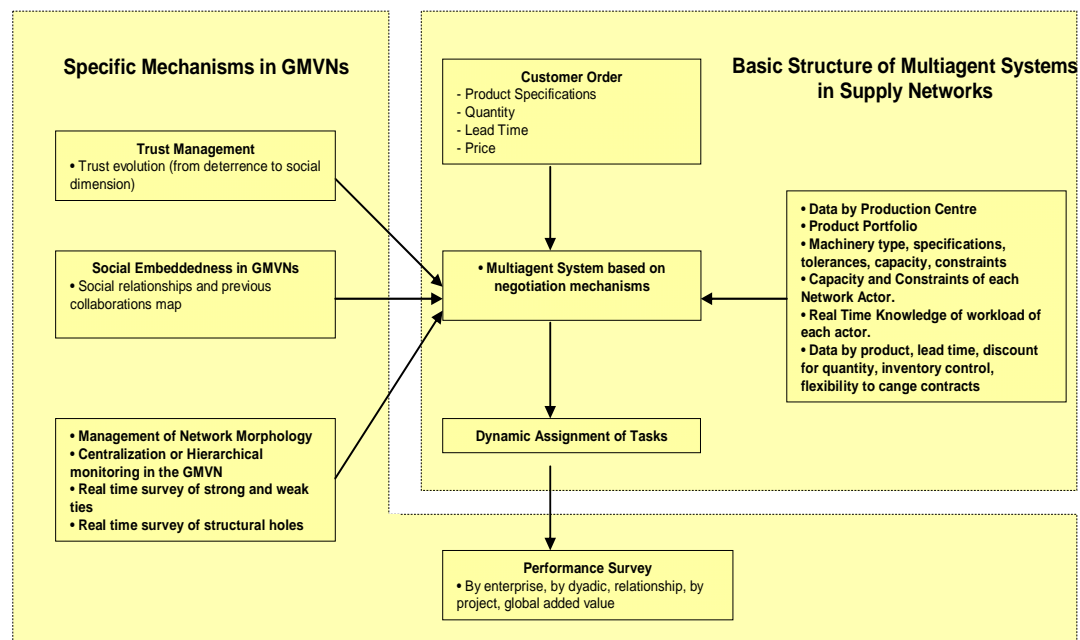 Specific Mechanisms in GMVNs
Trust Management
• Trust evolution (from deterrence to social
dimension)
Social Embeddedness in GMVNs
• Social relationships and previous
collaborations map
• Management of Network Morphology
• Centralization or Hierarchical
monitoring in the GMVN
• Real time survey of strong and weak
ties
• Real time survey of structural holes
Basic Structure of Multiagent Systems
in Supply Networks
Customer Order
- Product Specifications
- Quantity
- Lead Time
- Price
• Multiagent System based on
negotiation mechanisms
• Data by Production Centre
• Product Portfolio
• Machinery type, specifications,
tolerances, capacity, constraints
• Capacity and Constraints of each
Network Actor.
• Real Time Knowledge of workload of
each actor.
• Data by product, lead time, discount
for quantity, inventory control,
flexibility to cange contracts
Dynamic Assignment of Tasks
Performance Survey
• By enterprise, by dyadic, relationship, by
project, global added value